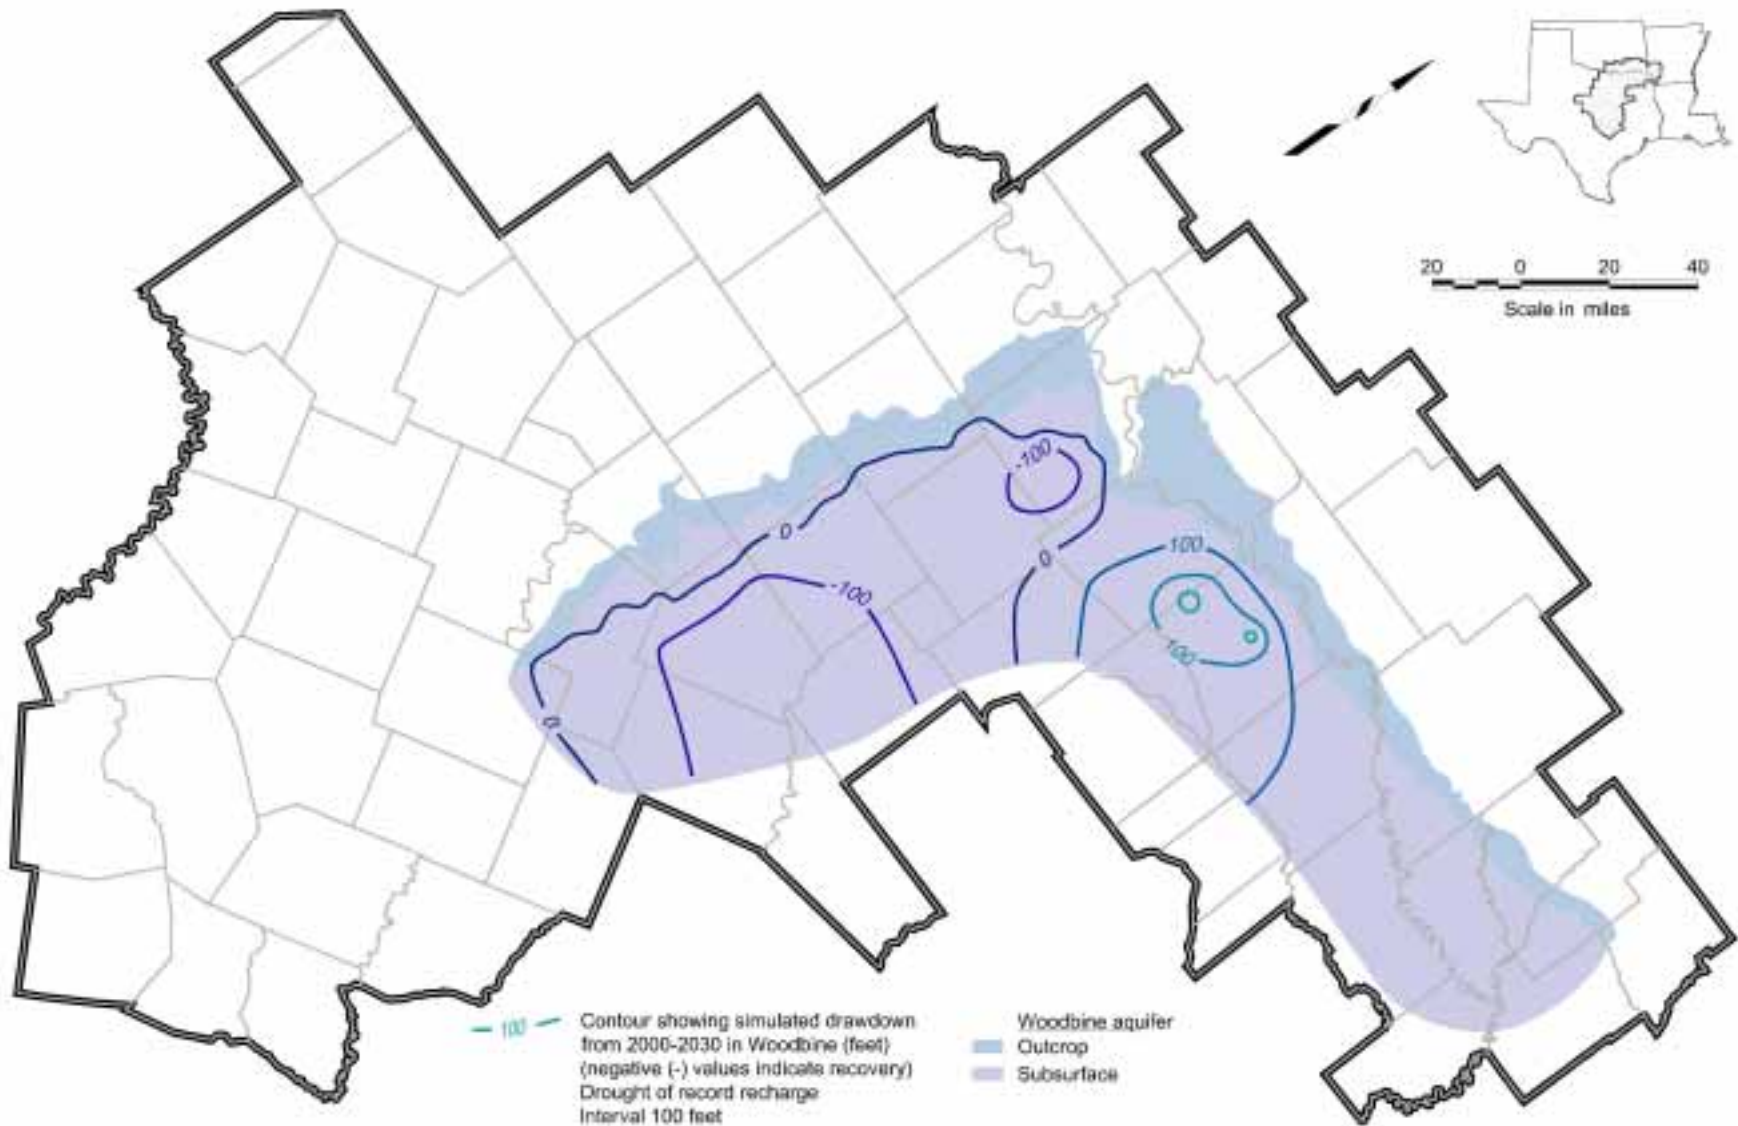 20 0 20 40
Scale in miles
-100
0
100
-100
0
100
0
100
Contour showing simulated drawdown
from 2000-2030 in Woodbine (feet)
(negative (-) values indicate recovery)
Drought of record recharge
Interval 100 feet
Woodbine aquifer
Outcrop
Subsurface